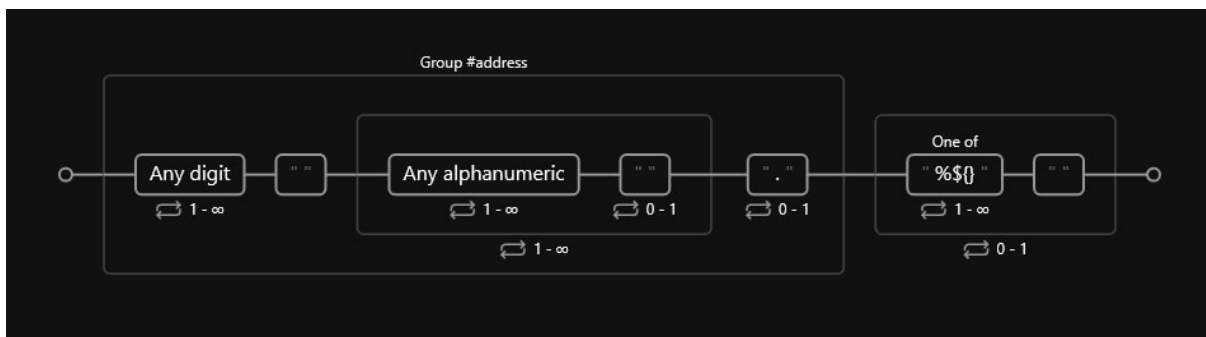 Group #address
One of
Any digit " " Any alphanumeric " " " . " " %${} " " "
1 - ∞ 1 - ∞ 0 - 1 0 - 1 1 - ∞
1 - ∞ 0 - 1